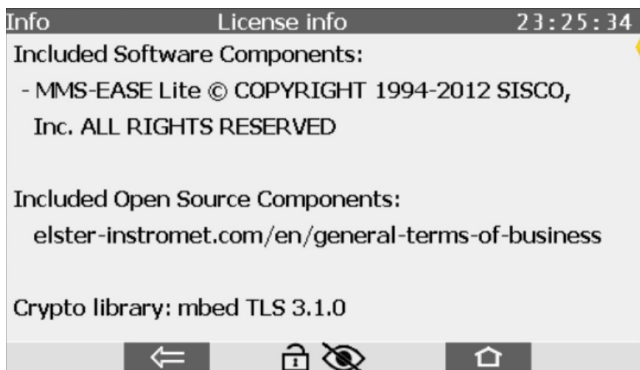 Info License info 23:25:34
Included Software Components:
- MMS-EASE Lite © COPYRIGHT 1994-2012 SISCO,
Inc. ALL RIGHTS RESERVED
Included Open Source Components:
elster-instromet.com/en/general-terms-of-business
Crypto library: mbed TLS 3.1.0